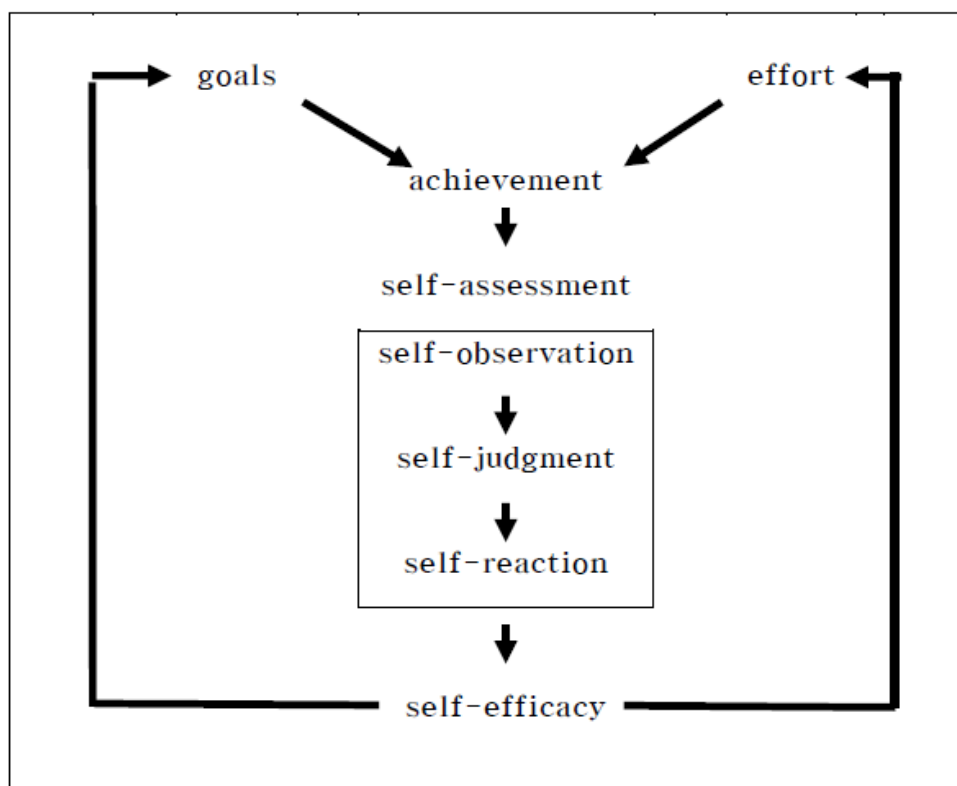 goals effort
achievement
self-assessment
self-observation
self-judgment
self-reaction
self-efficacy